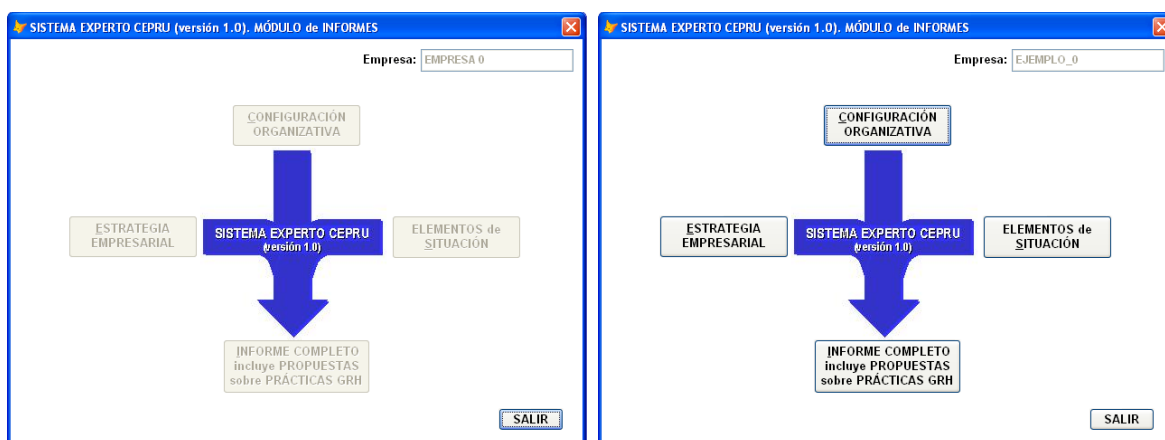 SISTEMA EXPERTO CEPRU (versión 1.0). MÓDULO de INFORMES
Empresa: EMPRESA 0
CONFIGURACIÓN
ORGANIZATIVA
ESTRATEGIA
EMPRESARIAL
SISTEMA EXPERTO CEPRU
(versión 1.0)
ELEMENTOS de
SITUACIÓN
INFORME COMPLETO
incluye PROPUESTAS
sobre PRÁCTICAS GRH
SALIR
SISTEMA EXPERTO CEPRU (versión 1.0). MÓDULO de INFORMES
Empresa: EJEMPLO_0
CONFIGURACIÓN
ORGANIZATIVA
ESTRATEGIA
EMPRESARIAL
SISTEMA EXPERTO CEPRU
(versión 1.0)
ELEMENTOS de
SITUACIÓN
INFORME COMPLETO
incluye PROPUESTAS
sobre PRÁCTICAS GRH
SALIR